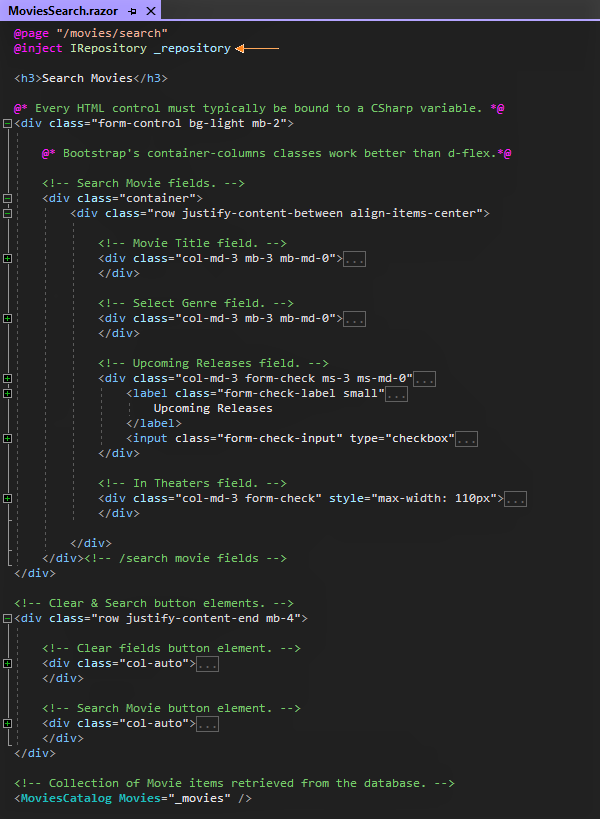 MoviesSearch.razor
@page "/movies/search"
@inject IRepository _repository
<h3>Search Movies</h3>
@* Every HTML control must typically be bound to a CSharp variable. *@
<div class="form-control bg-light mb-2">
@* Bootstrap's container-columns classes work better than d-flex.*@
<!-- Search Movie fields. -->
<div class="container">
<div class="row justify-content-between align-items-center">
<!-- Movie Title field. -->
<div class="col-md-3 mb-3 mb-md-0">...
</div>
<!-- Select Genre field. -->
<div class="col-md-3 mb-3 mb-md-0">...
</div>
<!-- Upcoming Releases field. -->
<div class="col-md-3 form-check ms-3 ms-md-0"...
<label class="form-check-label small"...
Upcoming Releases
</label>
<input class="form-check-input" type="checkbox"...
</div>
<!-- In Theaters field. -->
<div class="col-md-3 form-check" style="max-width: 110px">...
</div>
</div>
</div><!-- /search movie fields -->
</div>
<!-- Clear & Search button elements. -->
<div class="row justify-content-end mb-4">
<!-- Clear fields button element. -->
<div class="col-auto">...
</div>
<!-- Search Movie button element. -->
<div class="col-auto">...
</div>
</div>
<!-- Collection of Movie items retrieved from the database. -->
<MoviesCatalog Movies="_movies" />